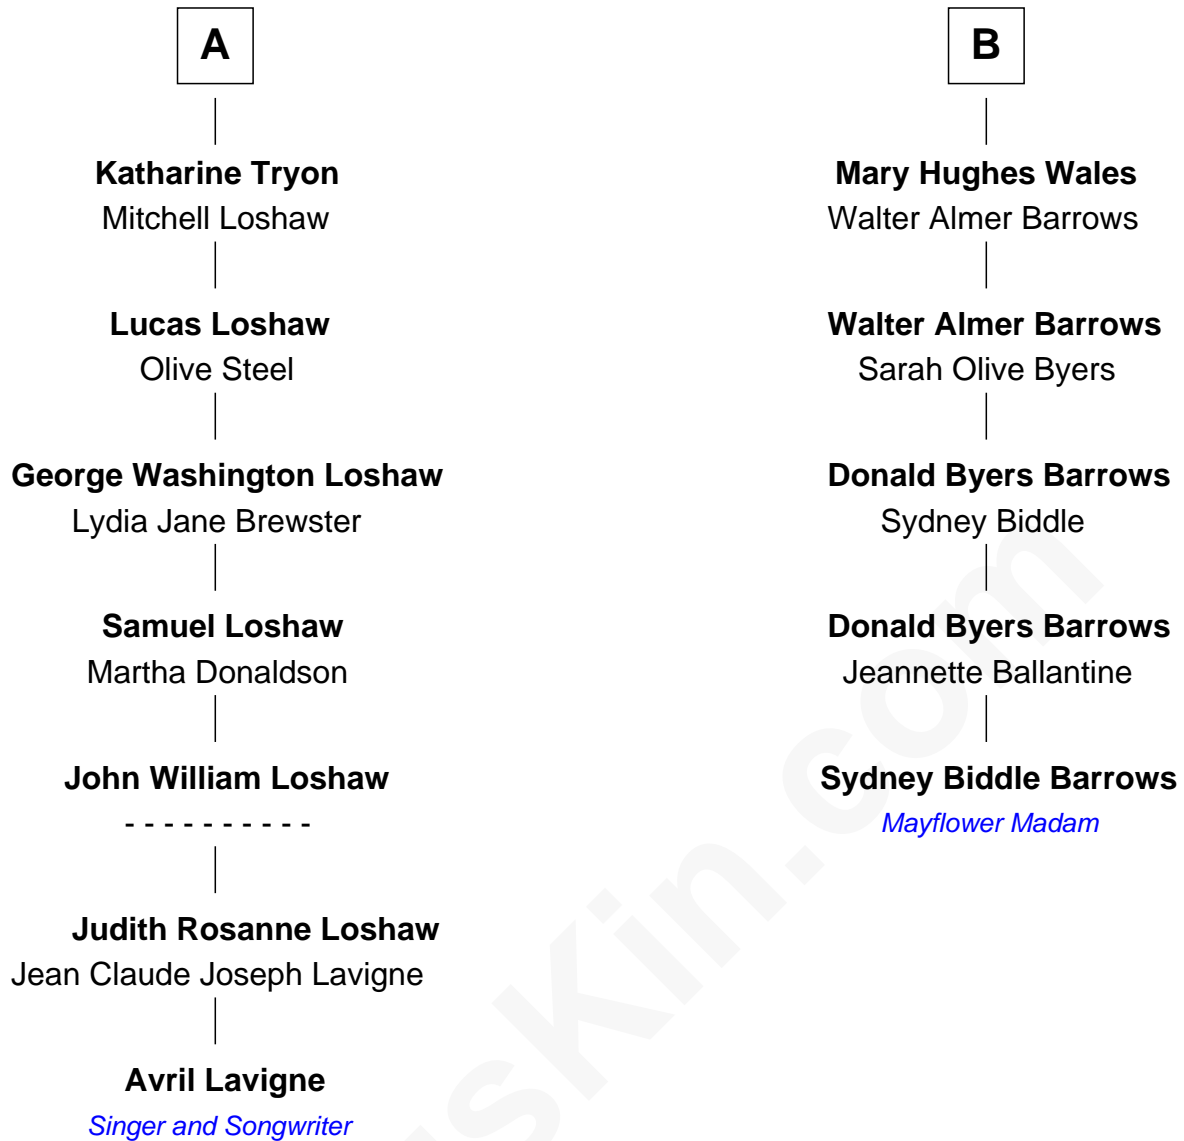 A
Katharine Tryon
Mitchell Loshaw
Lucas Loshaw
Olive Steel
George Washington Loshaw
Lydia Jane Brewster
Samuel Loshaw
Martha Donaldson
John William Loshaw
- - - - - - - - - -
Judith Rosanne Loshaw
Jean Claude Joseph Lavigne
Avril Lavigne
Singer and Songwriter
B
Mary Hughes Wales
Walter Almer Barrows
Walter Almer Barrows
Sarah Olive Byers
Donald Byers Barrows
Sydney Biddle
Donald Byers Barrows
Jeannette Ballantine
Sydney Biddle Barrows
Mayflower Madam
sKin.com